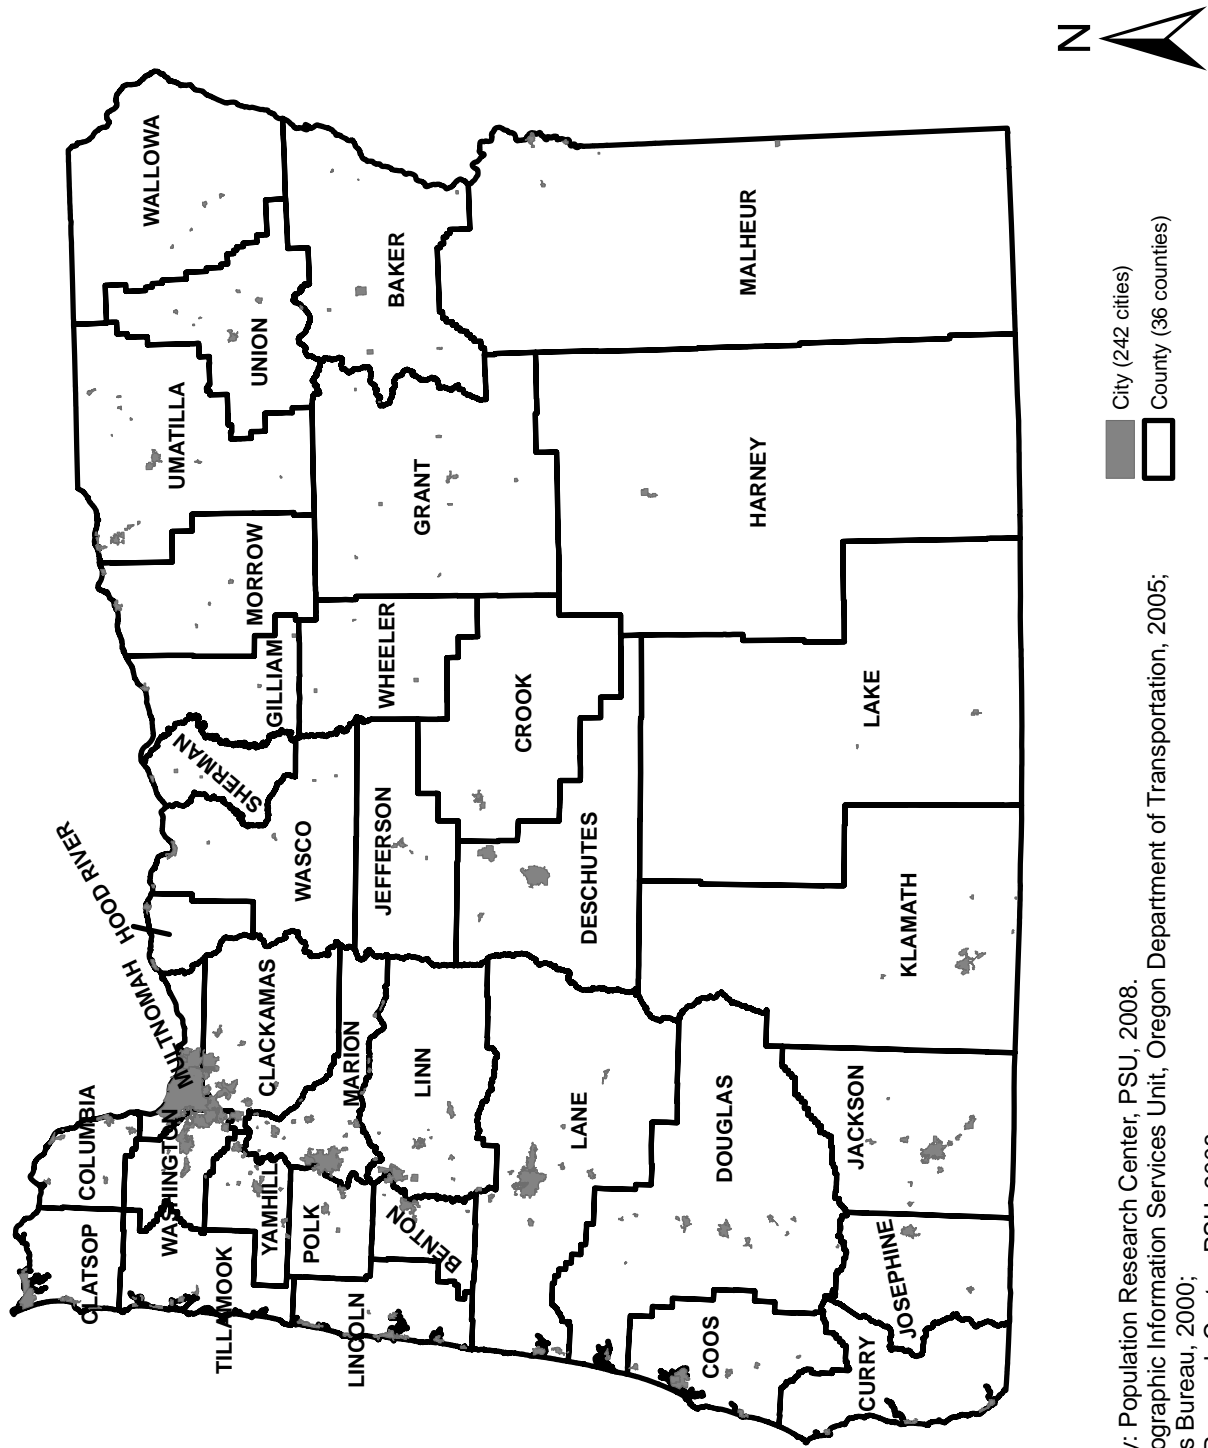 N
WALLOWA
UMATILLA
UNION
BAKER
MALHEUR
MORROW
GRANT
HARNEY
GILLIAM
WHEELER
SHERMAN
CROOK
LAKE
HOOD RIVER
WASCO
JEFFERSON
DESCHUTES
KLAMATH
MULTNOMAH
CLACKAMAS
MARION
LINN
COLUMBIA
WASHINGTON
LANE
DOUGLAS
JACKSON
CLATSOP
TILLAMOOK
YAMHILL
POLK
BENTON
LINCOLN
COOS
CURRY
JOSEPHINE
City (242 cities)
County (36 counties)
y: Population Research Center, PSU, 2008.
ographic Information Services Unit, Oregon Department of Transportation, 2005;
s Bureau, 2000;